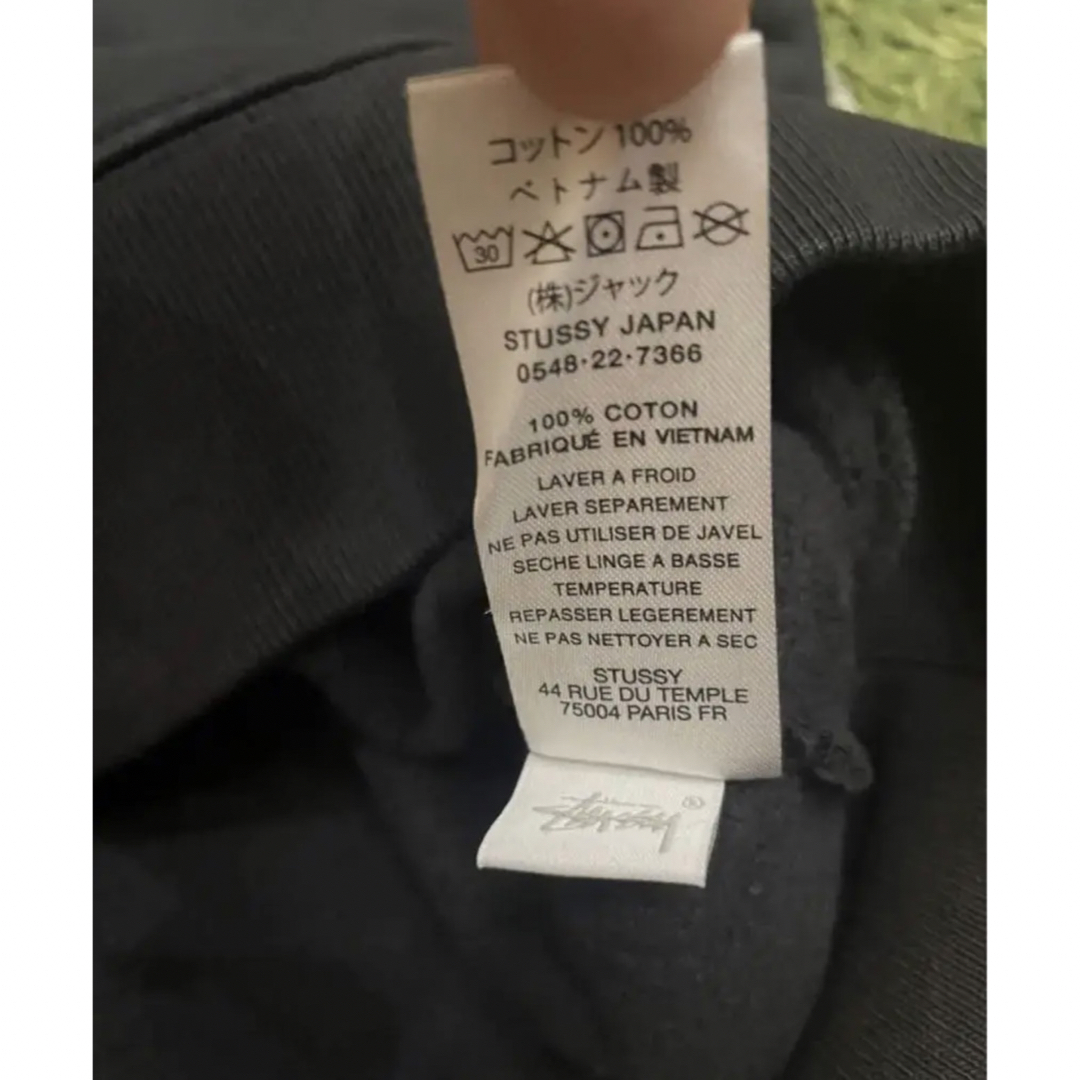 コットン 100%
ベトナム製
30
(株)ジャック
STUSSY JAPAN
0548·22·7366
100% COTON
FABRIQUÉ EN VIETNAM
LAVER A FROID
LAVER SEPAREMENT
NE PAS UTILISER DE JAVEL
SECHE LINGE A BASSE
TEMPERATURE
REPASSER LEGEREMENT
NE PAS NETTOYER A SEC
STUSSY
44 RUE DU TEMPLE
75004 PARIS FR
Stüssy ®